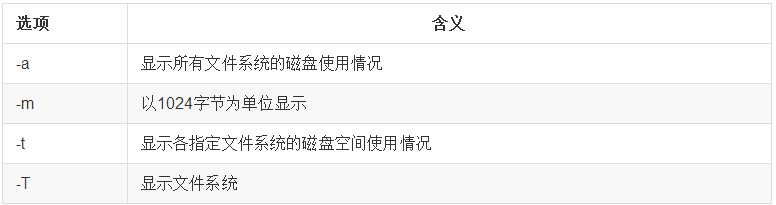 选项 含义
-a 显示所有文件系统的磁盘使用情况
-m 以1024字节为单位显示
-t 显示各指定文件系统的磁盘空间使用情况
-T 显示文件系统